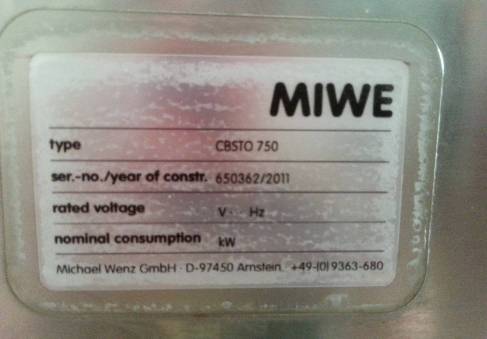 MIWE
type CBSTO 750
ser.-no./year of constr. 650362/2011
rated voltage V Hz
nominal consumption kW
Michael Wenz GmbH · D-97450 Arnstein +49-(0)9363-680